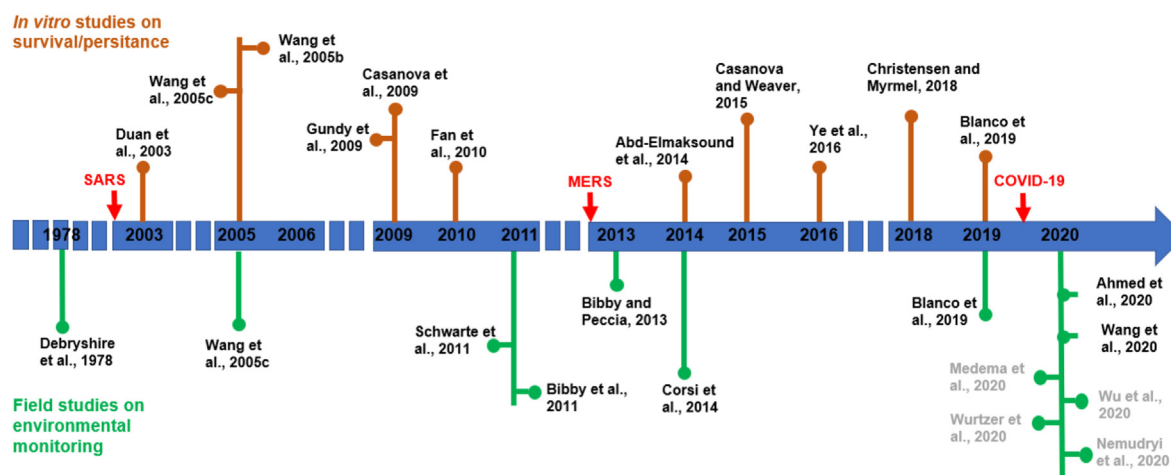 In vitro studies on
survival/persitance
Wang et
al., 2005b
Wang et
al., 2005c
Duan et
al., 2003
Casanova et
al., 2009
Gundy et
al., 2009
Fan et
al., 2010
Abd-Elmaksound
et al., 2014
Casanova
and Weaver,
2015
Ye et al.,
2016
Christensen and
Myrmel, 2018
Blanco et
al., 2019
SARS
MERS
COVID-19
1978 2003 2005 2006 2009 2010 2011 2013 2014 2015 2016 2018 2019 2020
Debryshire
et al., 1978
Wang et
al., 2005c
Schwarte et
al., 2011
Bibby et al.,
2011
Bibby and
Peccia, 2013
Corsi et
al., 2014
Blanco et
al., 2019
Ahmed et
al., 2020
Wang et
al., 2020
Medema et
al., 2020
Wu et al.,
2020
Wurtzer et
al., 2020
Nemudryi
et al., 2020
Field studies on
environmental
monitoring